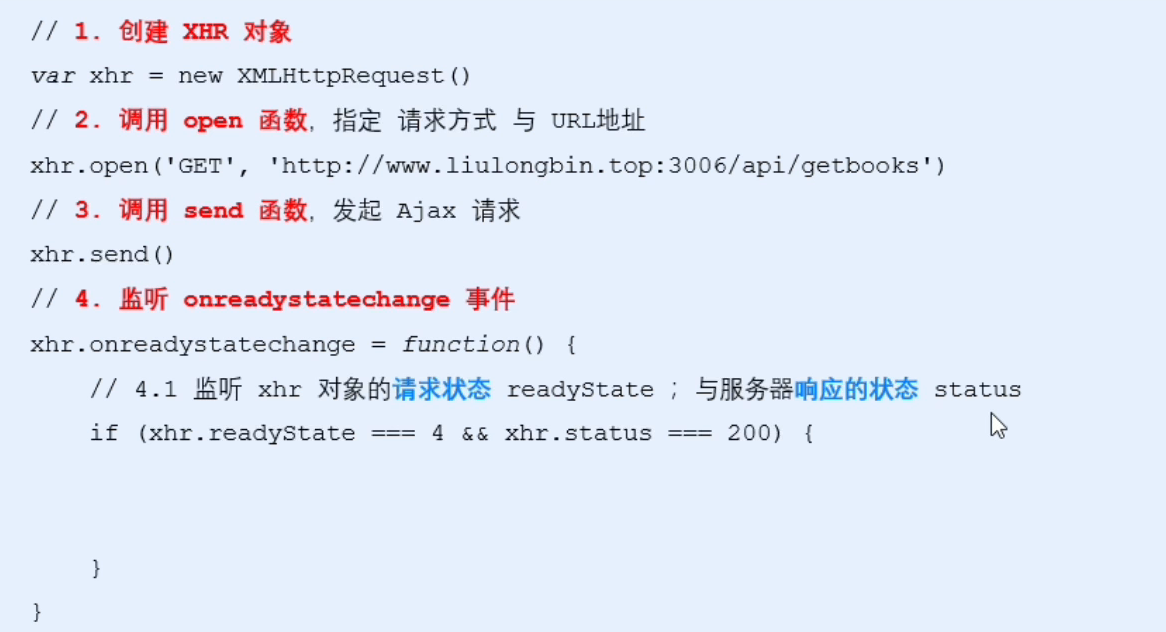 // 1. 创建 XHR 对象
var xhr = new XMLHttpRequest()
// 2. 调用 open 函数，指定 请求方式 与 URL地址
xhr.open('GET', 'http://www.liulongbin.top:3006/api/getbooks')
// 3. 调用 send 函数，发起 Ajax 请求
xhr.send()
// 4. 监听 onreadystatechange 事件
xhr.onreadystatechange = function() {
    // 4.1 监听 xhr 对象的请求状态 readyState ；与服务器响应的状态 status
    if (xhr.readyState === 4 && xhr.status === 200) {
    }
}